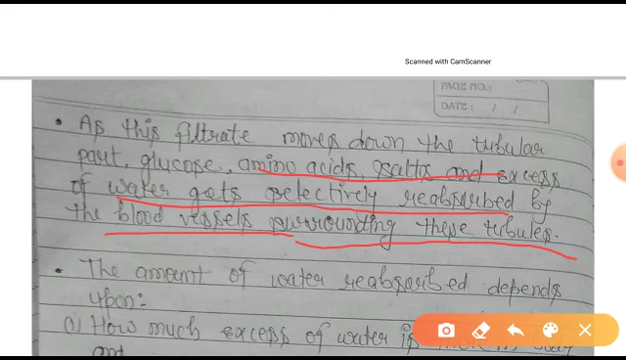 Scanned with CamScanner
PAGE NO.:
DATE: / /
• As this filtrate moves down the tubular
part, glucose, amino acids, salts and excess
of water gets selectively reabsorbed by
the blood vessels surrounding these tubules.
• The amount of water reabsorbed depends
upon:
(i) How much excess of water is
and